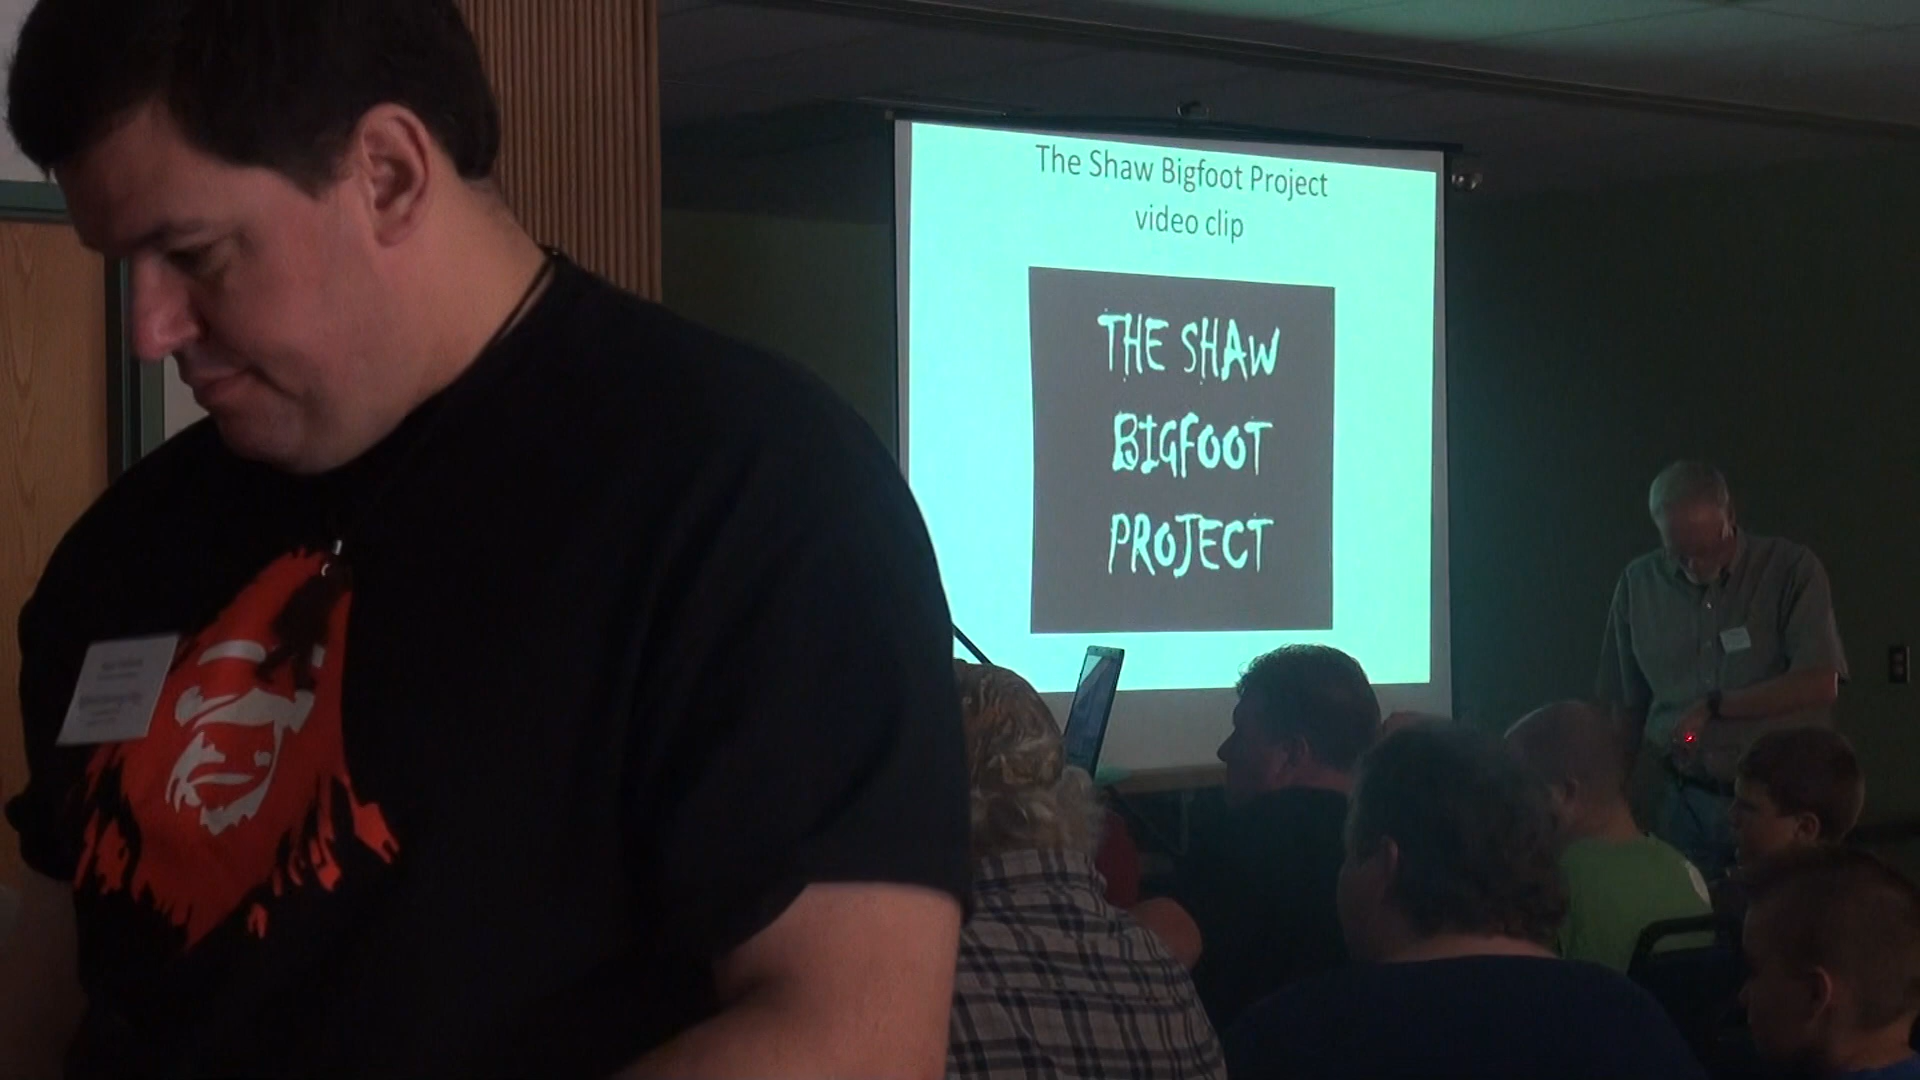 The Shaw Bigfoot Project
video clip
THE SHAW
BIGFOOT
PROJECT